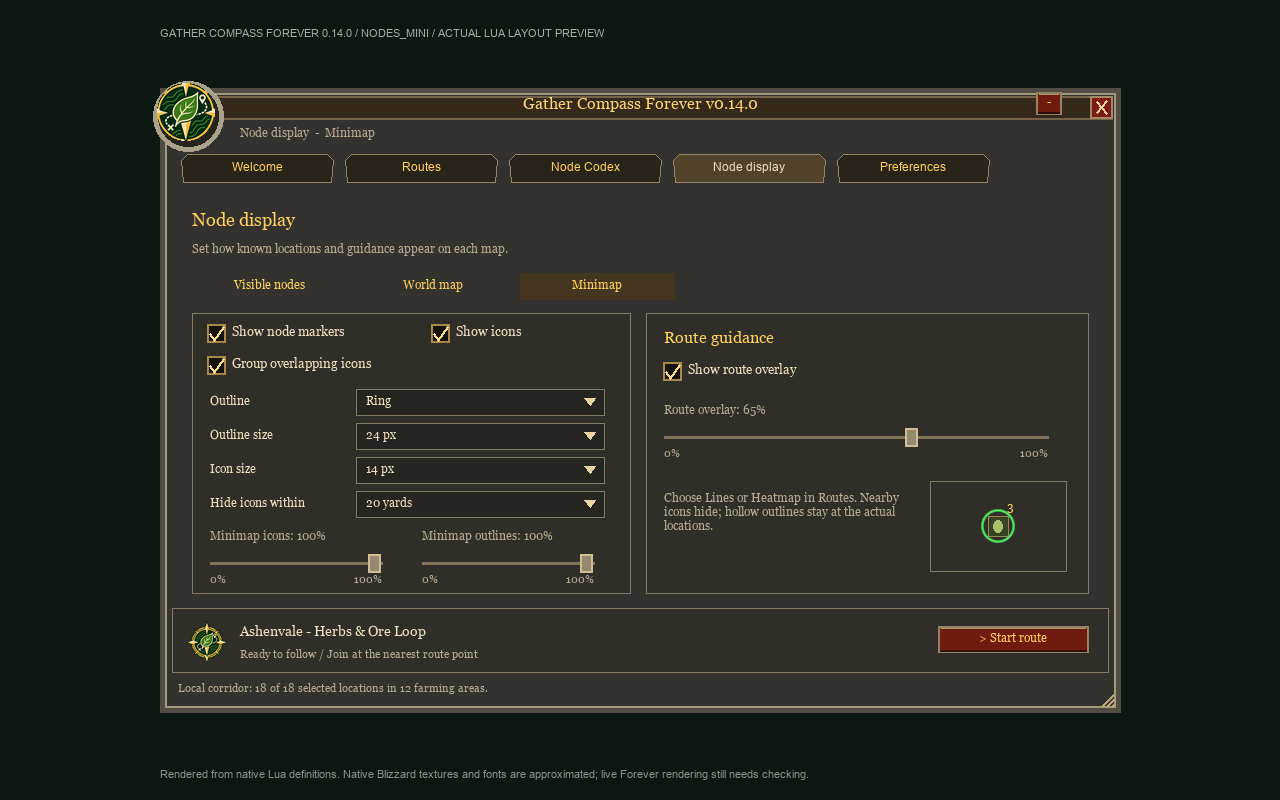 GATHER COMPASS FOREVER 0.14.0 / NODES_MINI / ACTUAL LUA LAYOUT PREVIEW
Gather Compass Forever v0.14.0
-
X
Node display - Minimap
Welcome
Routes
Node Codex
Node display
Preferences
Node display
Set how known locations and guidance appear on each map.
Visible nodes
World map
Minimap
Show node markers
Show icons
Group overlapping icons
Outline
Ring
Outline size
24 px
Icon size
14 px
Hide icons within
20 yards
Minimap icons: 100%
Minimap outlines: 100%
0%
100%
0%
100%
Route guidance
Show route overlay
Route overlay: 65%
0%
100%
Choose Lines or Heatmap in Routes. Nearby
icons hide; hollow outlines stay at the actual
locations.
3
Ashenvale - Herbs & Ore Loop
Ready to follow / Join at the nearest route point
> Start route
Local corridor: 18 of 18 selected locations in 12 farming areas.
Rendered from native Lua definitions. Native Blizzard textures and fonts are approximated; live Forever rendering still needs checking.